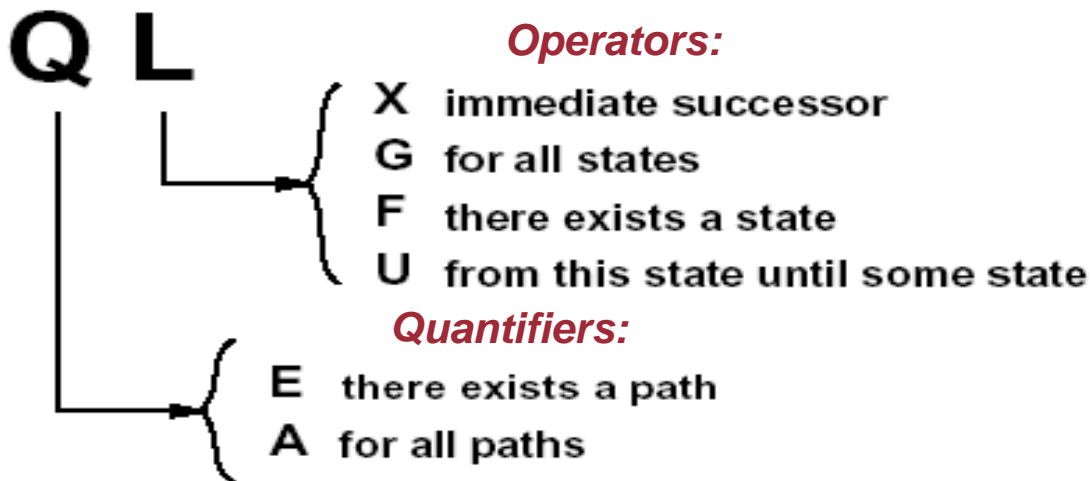 Q L
Operators:
X immediate successor
G for all states
F there exists a state
U from this state until some state
Quantifiers:
E there exists a path
A for all paths